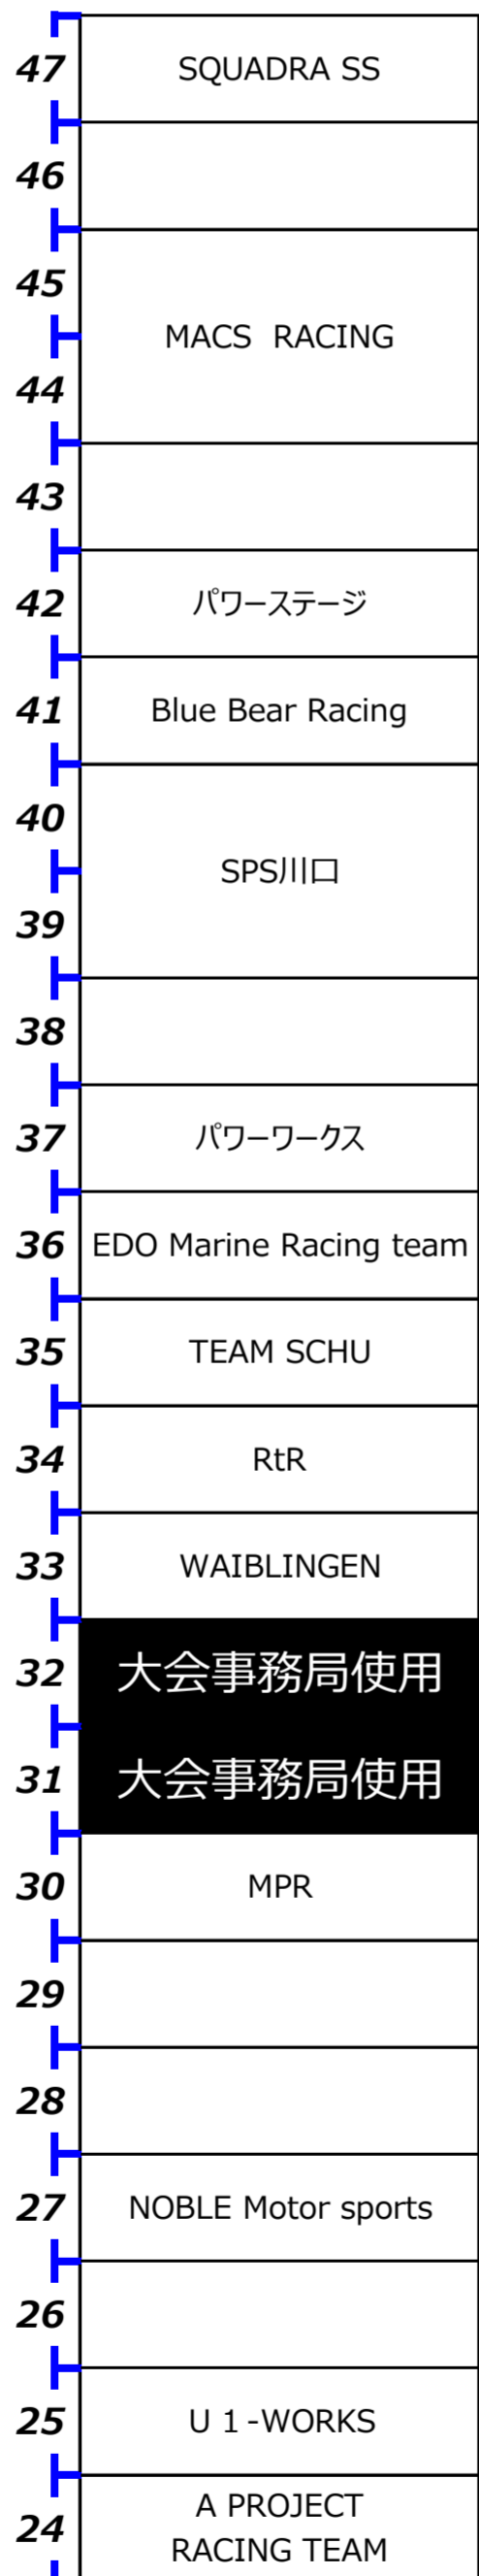 47 SQUADRA SS
46
45
MACS RACING
44
43
42 パワーステージ
41 Blue Bear Racing
40
SPS川口
39
38
37 パワーワークス
36 EDO Marine Racing team
35 TEAM SCHU
34 RtR
33 WAIBLINGEN
32 大会事務局使用
31 大会事務局使用
30 MPR
29
28
27 NOBLE Motor sports
26
25 U１-WORKS
24 A PROJECT
RACING TEAM